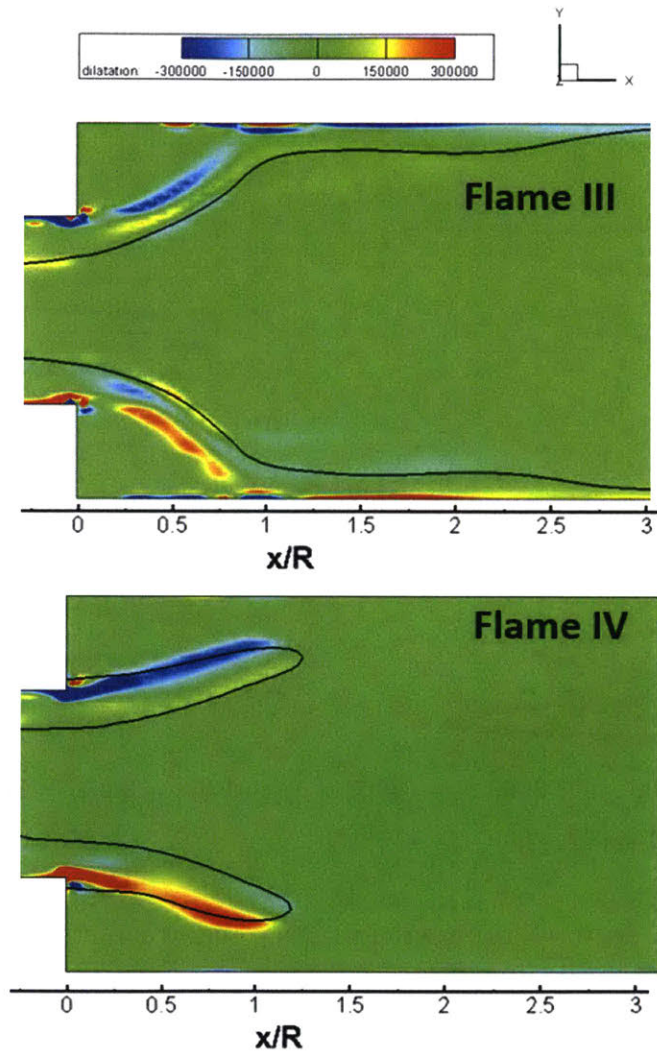 dilatation -300000 -150000 0 150000 300000
Y
Z X
Flame III
0 0.5 1 1.5 2 2.5 3
x/R
Flame IV
0 0.5 1 1.5 2 2.5 3
x/R